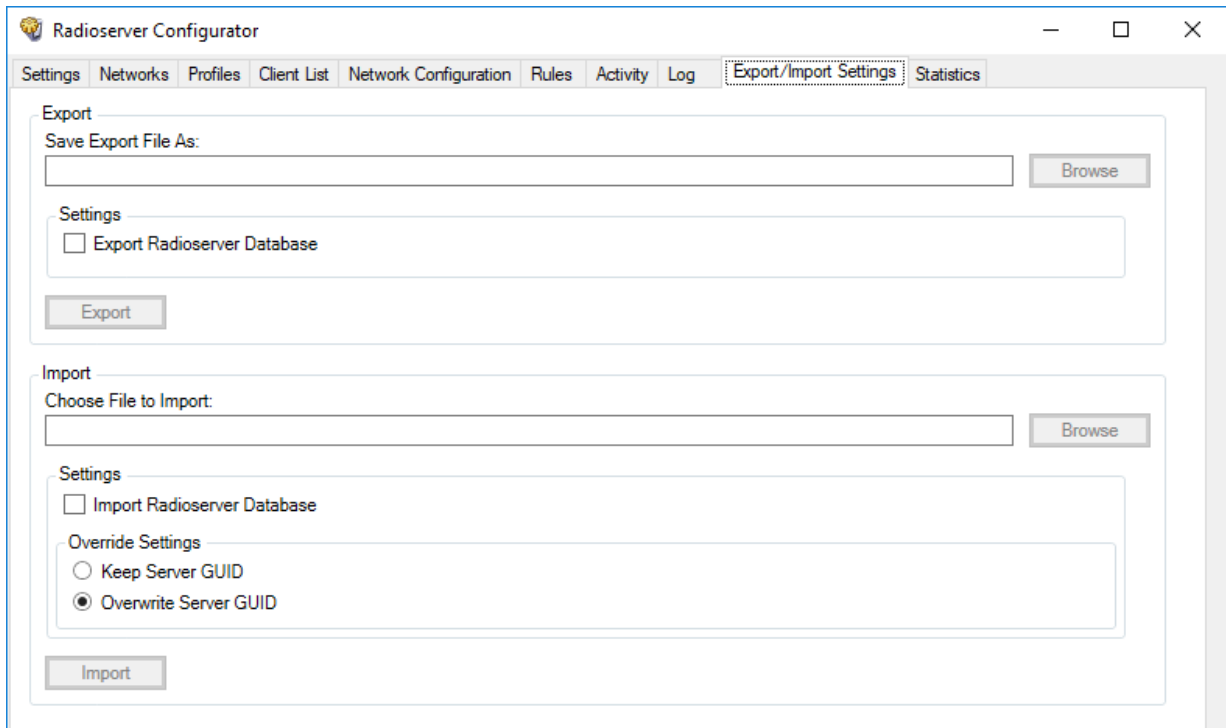 Radioserver Configurator
Settings Networks Profiles Client List Network Configuration Rules Activity Log Export/Import Settings Statistics
Export
Save Export File As:
Browse
Settings
Export Radioserver Database
Export
Import
Choose File to Import:
Browse
Settings
Import Radioserver Database
Override Settings
Keep Server GUID
Overwrite Server GUID
Import